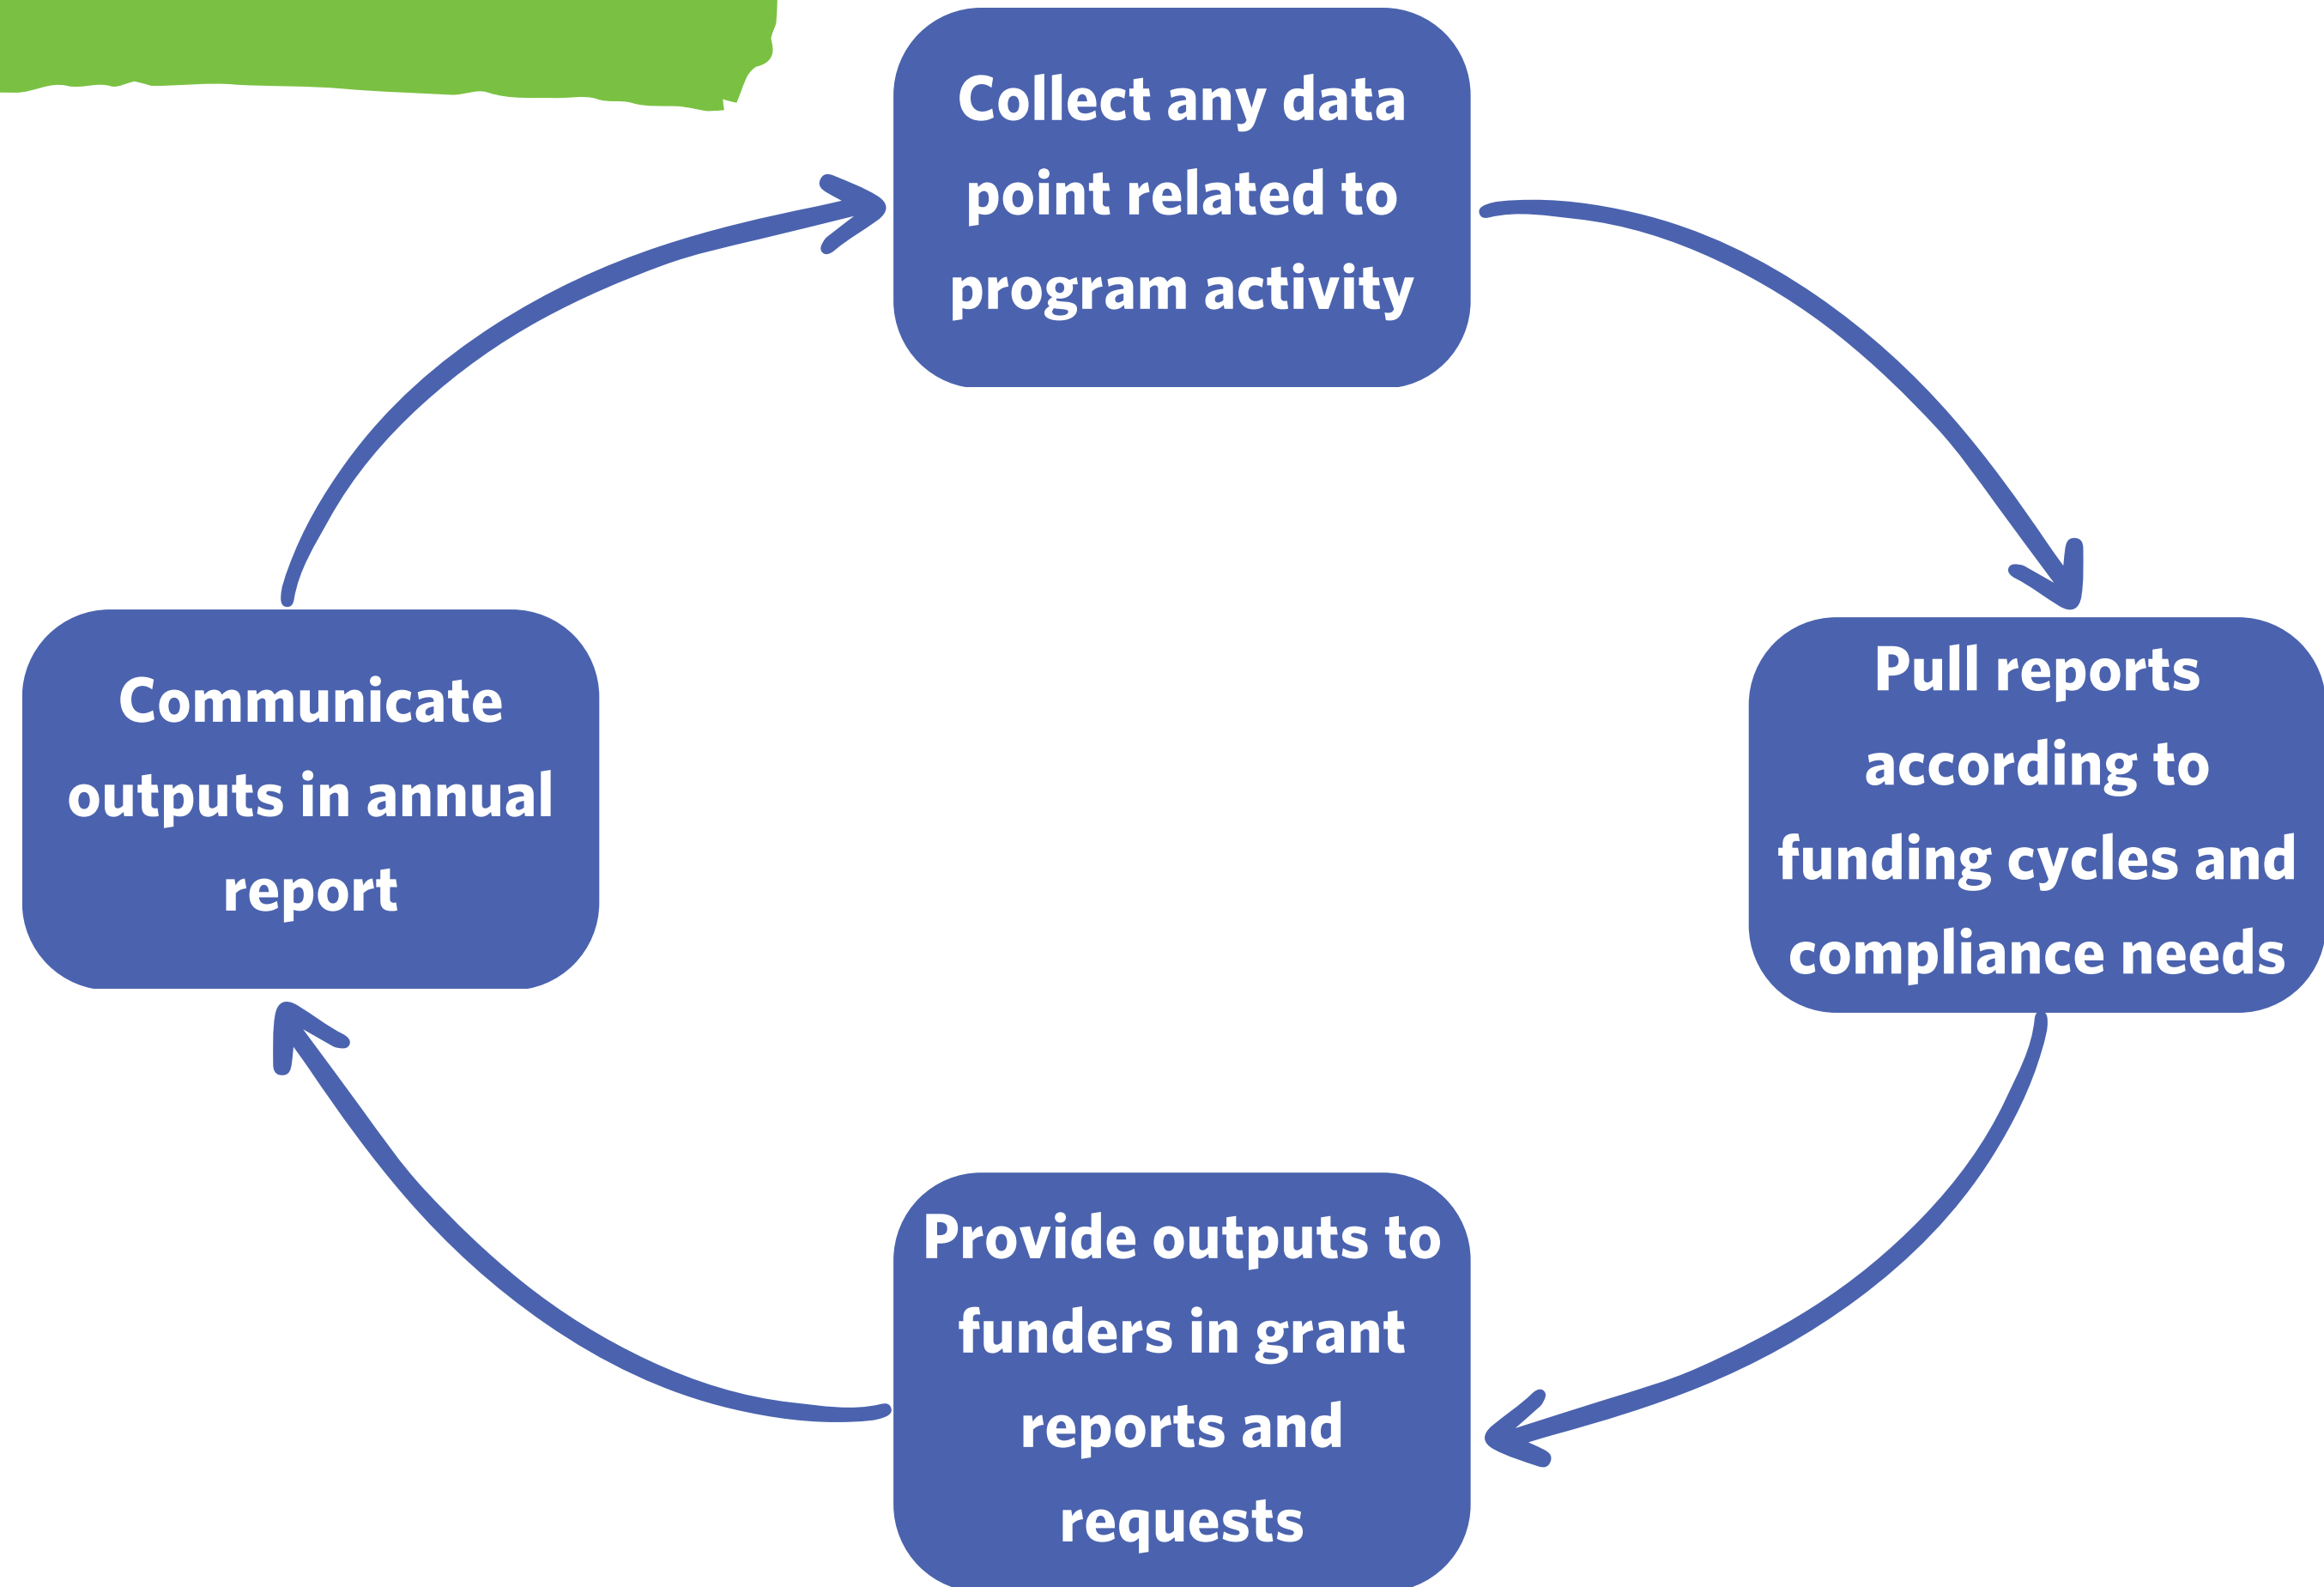 Collect any data
point related to
program activity
Pull reports
according to
funding cycles and
compliance needs
Provide outputs to
funders in grant
reports and
requests
Communicate
outputs in annual
report